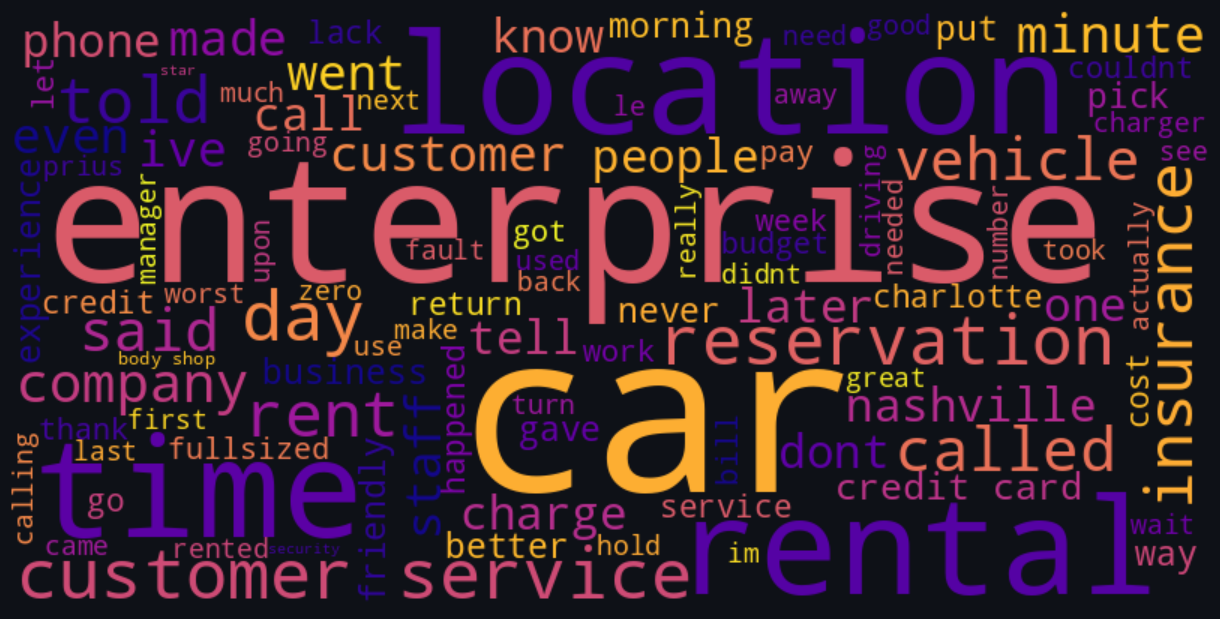 phone made lack know morning need good put minute
star went location couldnt
let told much call next le away pick
charger
even ive going customer people pay vehicle see
prius
enterprise
experience manager upon fault got used back really week budget didnt driving needed number took actually insurance
credit worst zero return never later charlotte one
said day make use tell work reservation
body shop
company business great
first rent staff happened turn gave car bill nashville cost
thank last fullsized dont called
calling time go friendly charge service credit card
came rented security better hold im rental wait
customer service way